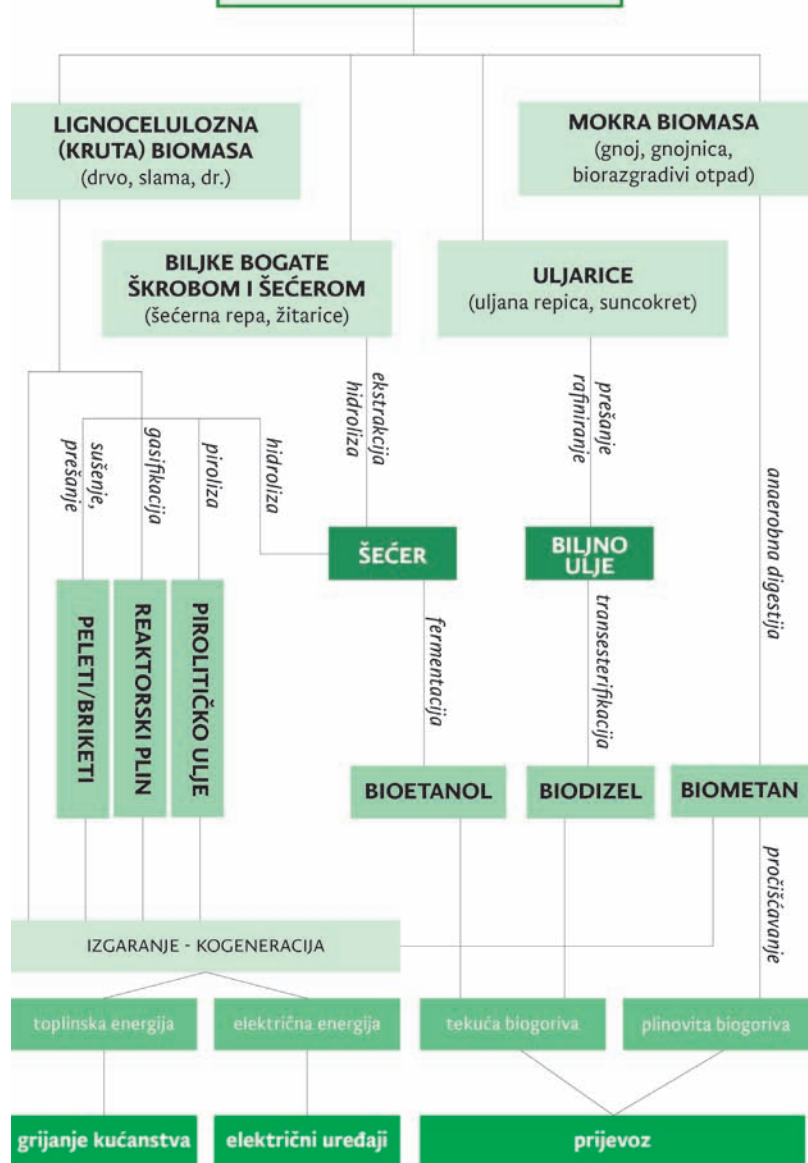 LIGNOCELULOZNA
(KRUTA) BIOMASA
(drvo, slama, dr.)
MOKRA BIOMASA
(gnoj, gnojnica,
biorazgradivi otpad)
BILJKE BOGATE
ŠKROBOM I ŠEĆEROM
(šećerna repa, žitarice)
ULJARICE
(uljana repica, suncokret)
sušenje,
prešanje
gasifikacija
piroliza
hidroliza
ekstrakcija
hidroliza
prešanje
rafiniranje
anaerobna digestija
ŠEĆER
BILJNO
ULJE
PELETI/BRIKETI
REAKTORSKI PLIN
PIROLITIČKO ULJE
fermentacija
transesterifikacija
BIOETANOL
BIODIZEL
BIOMETAN
pročišćavanje
IZGARANJE - KOGENERACIJA
toplinska energija
električna energija
tekuća biogoriva
plinovita biogoriva
grijanje kućanstva
električni uređaji
prijevoz